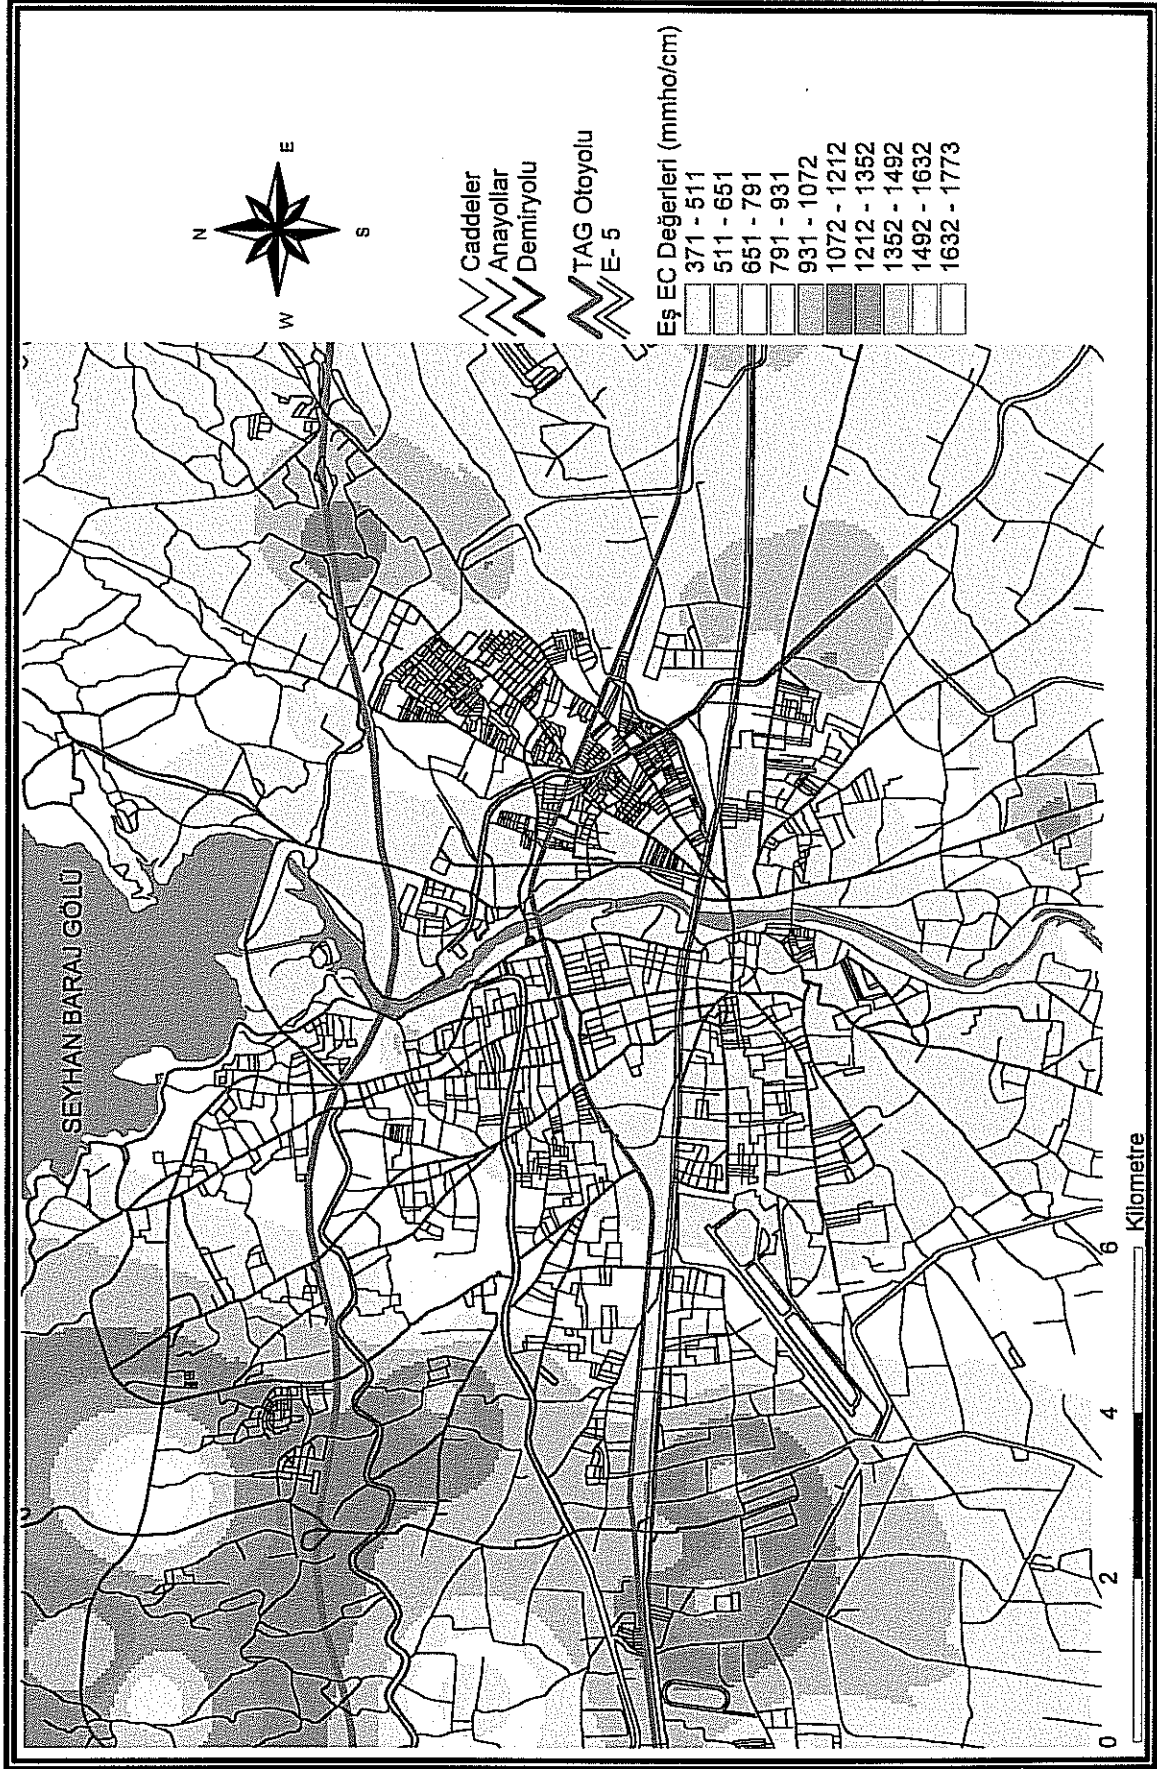 SEYHAN BARAJ GÖLÜ
N
W
E
S
Caddeler
Anayollar
Demiryolu
TAG Otoyolu
E- 5
Eş EC Değerleri (mmho/cm)
371 - 511
511 - 651
651 - 791
791 - 931
931 - 1072
1072 - 1212
1212 - 1352
1352 - 1492
1492 - 1632
1632 - 1773
0 2 4 6 Kilometre